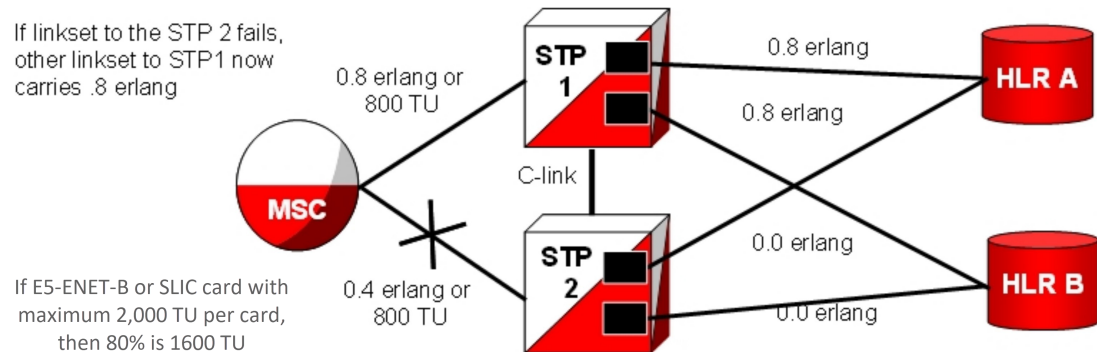 If linkset to the STP 2 fails,
other linkset to STP1 now
carries .8 erlang
0.8 erlang or
800 TU
STP
1
0.8 erlang
HLR A
0.8 erlang
MSC
C-link
STP
2
0.0 erlang
HLR B
0.0 erlang
0.4 erlang or
800 TU
If E5-ENET-B or SLIC card with
maximum 2,000 TU per card,
then 80% is 1600 TU